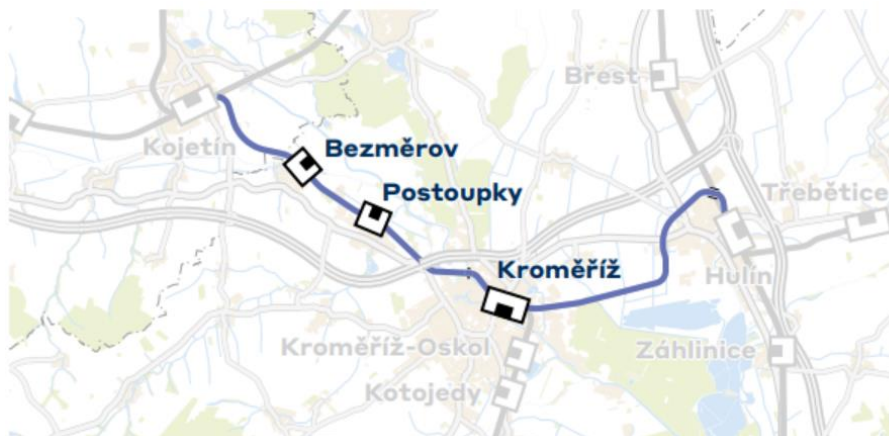 Břest
Kojetín
Bezměrov
Postoupky
Třebětice
Kroměříž
Hulín
Kroměříž-Oskol
Záhlinice
Kotojedy